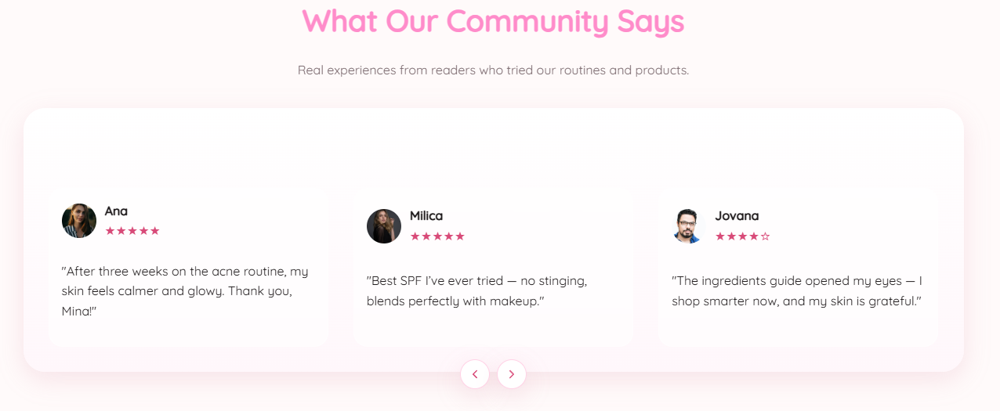 What Our Community Says
Real experiences from readers who tried our routines and products.
Ana
★★★★★
"After three weeks on the acne routine, my
skin feels calmer and glowy. Thank you,
Mina!"
Milica
★★★★★
"Best SPF I’ve ever tried — no stinging,
blends perfectly with makeup."
Jovana
★★★★☆
"The ingredients guide opened my eyes — I
shop smarter now, and my skin is grateful."